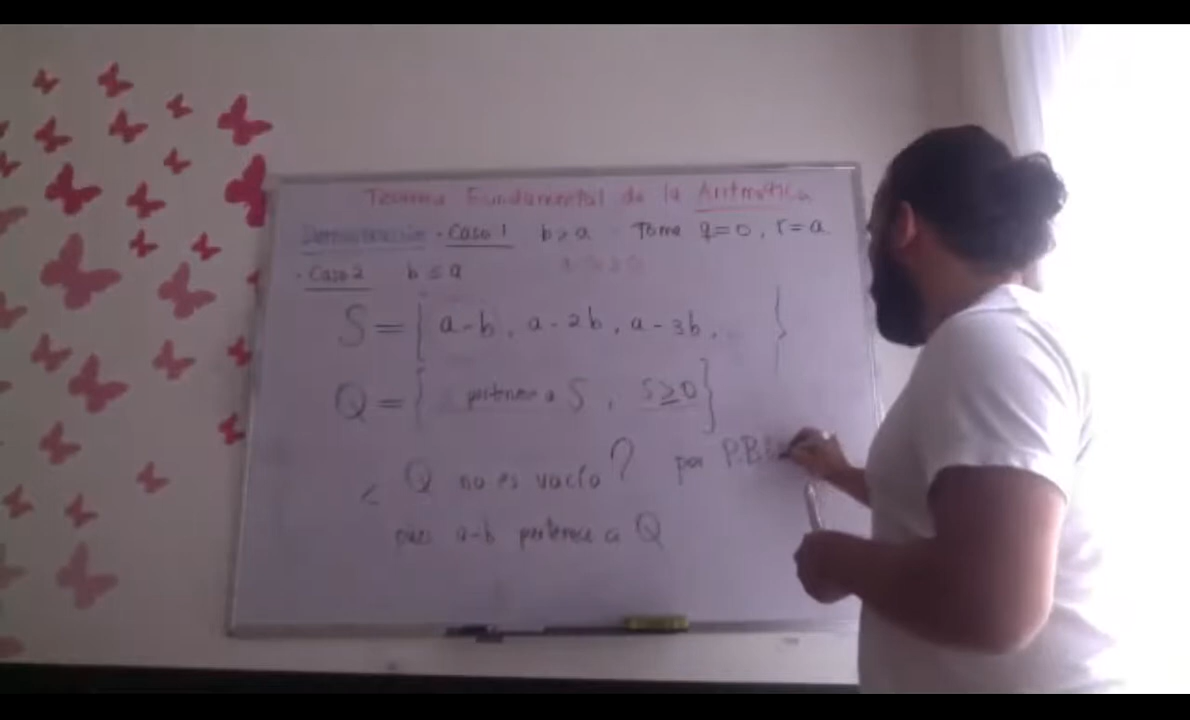 Teorema Fundamental de la Aritmética
Demostración - Caso 1 b > a Tome q=0, r=a
- Caso 2 b ≤ a
S = { a-b, a-2b, a-3b, }
Q = { pertenece a S, s≥0 }
Q no es vacío? por P.B.
pues a-b pertenece a Q